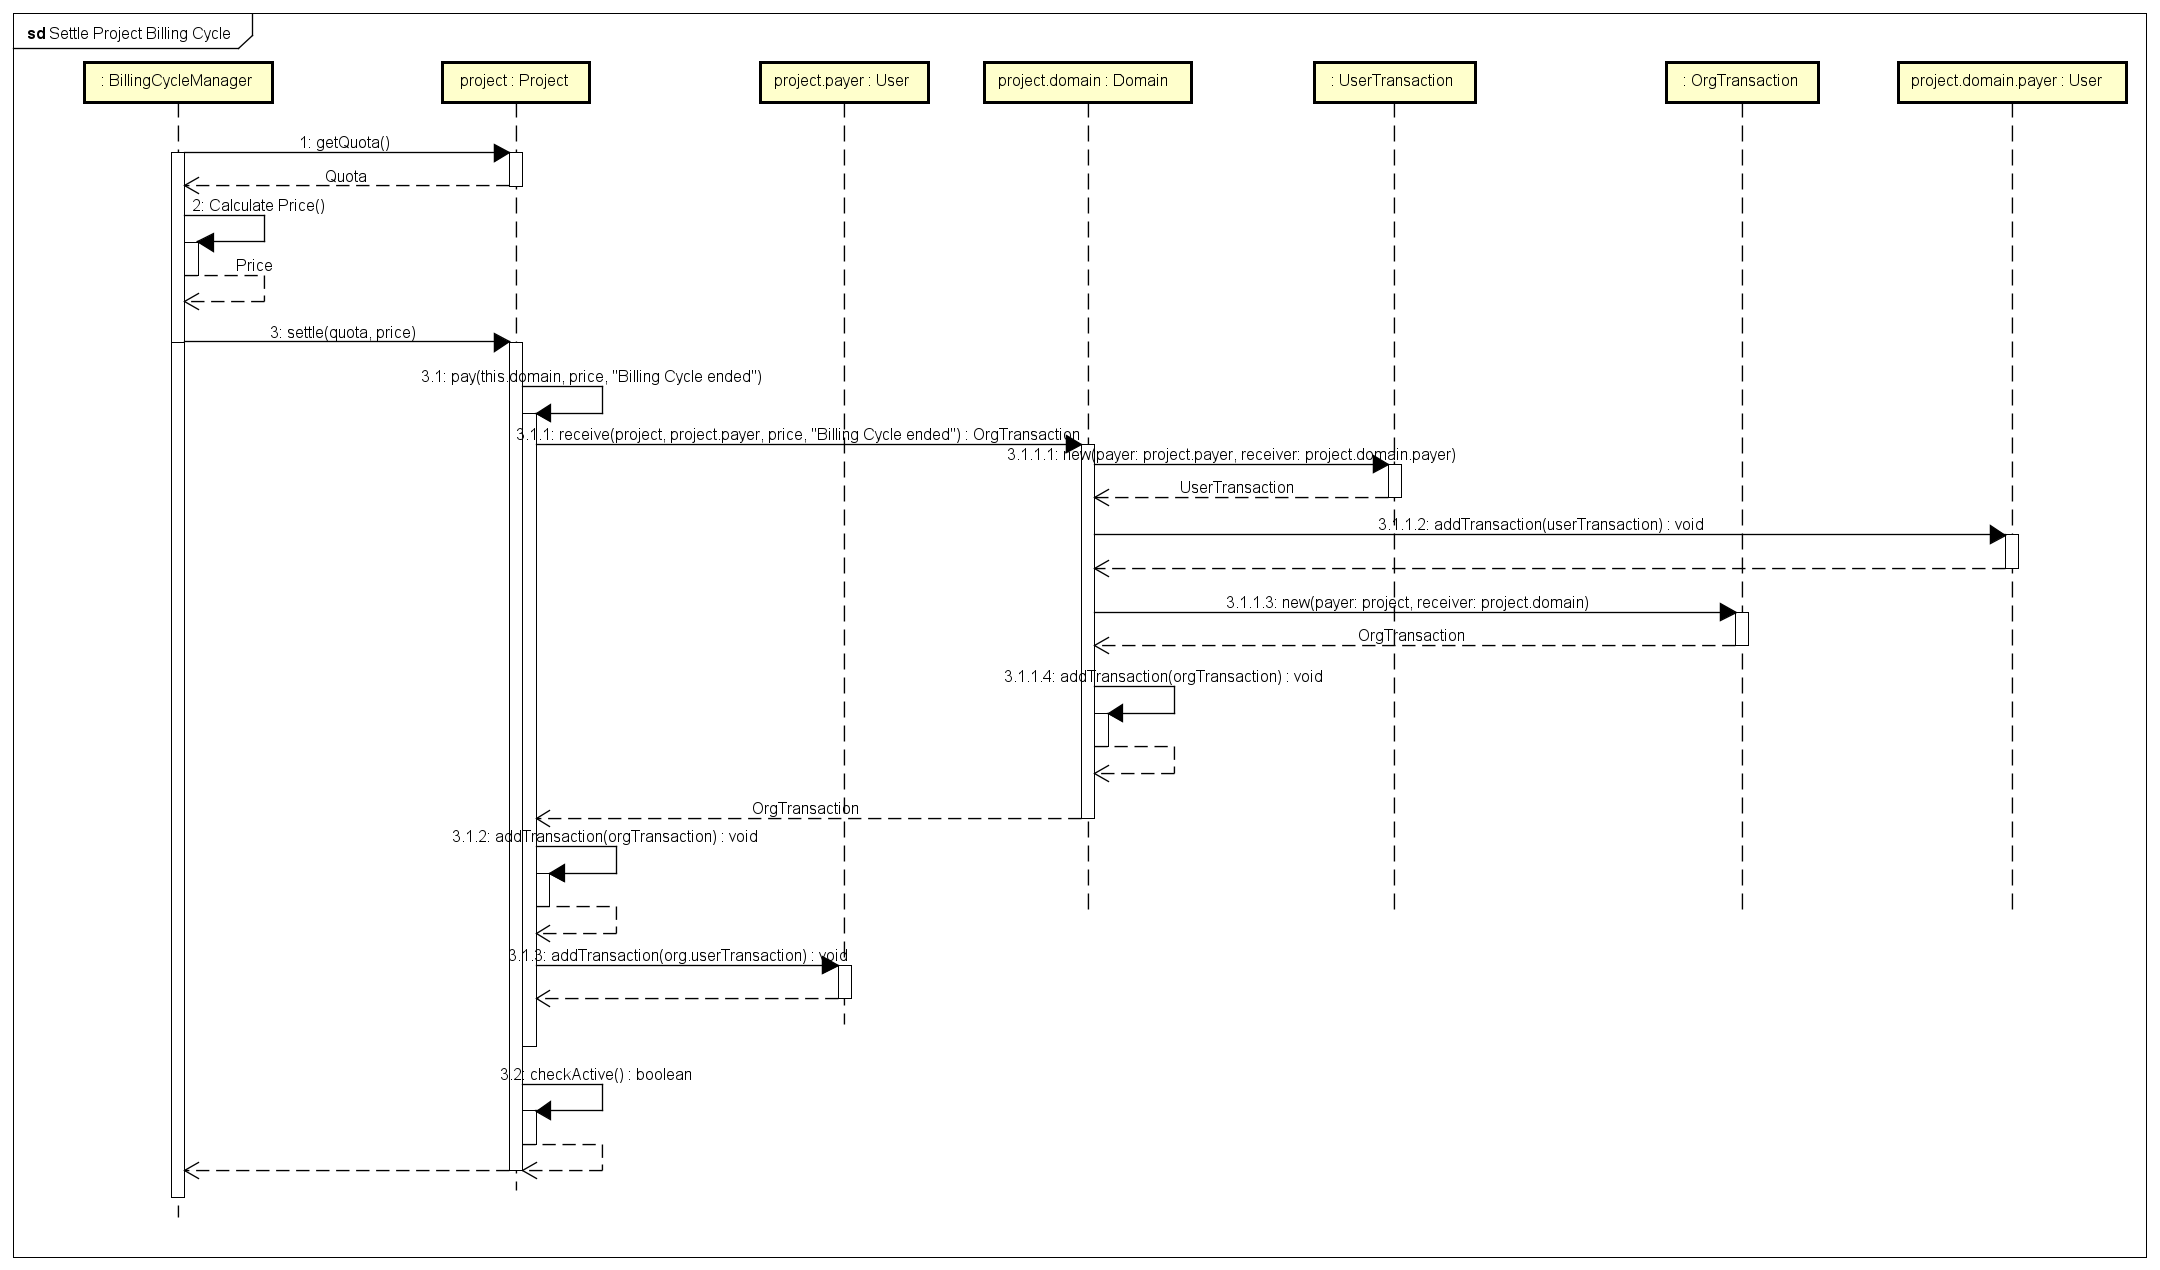 sd Settle Project Billing Cycle
: BillingCycleManager
project : Project
project.payer : User
project.domain : Domain
: UserTransaction
: OrgTransaction
project.domain.payer : User
1: getQuota()
Quota
2: Calculate Price()
Price
3: settle(quota, price)
3.1: pay(this.domain, price, "Billing Cycle ended")
3.1.1: receive(project, project.payer, price, "Billing Cycle ended") : OrgTransaction
3.1.1.1: new(payer: project.payer, receiver: project.domain.payer)
UserTransaction
3.1.1.2: addTransaction(userTransaction) : void
3.1.1.3: new(payer: project, receiver: project.domain)
OrgTransaction
3.1.1.4: addTransaction(orgTransaction) : void
OrgTransaction
3.1.2: addTransaction(orgTransaction) : void
3.1.3: addTransaction(org.userTransaction) : void
3.2: checkActive() : boolean